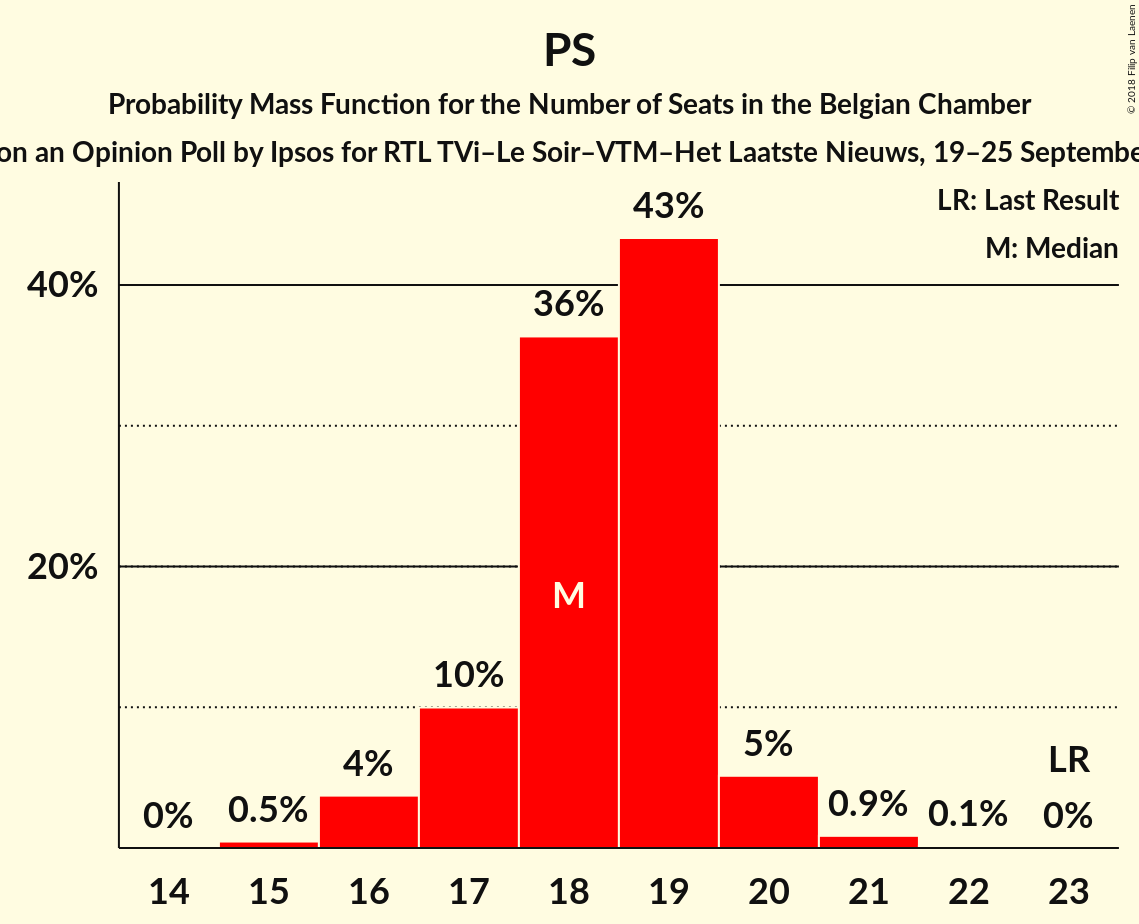 PS
Probability Mass Function for the Number of Seats in the Belgian Chamber
on an Opinion Poll by Ipsos for RTL TVi–Le Soir–VTM–Het Laatste Nieuws, 19–25 Septembe
© 2018 Filip van Laenen
LR: Last Result
M: Median
40%
20%
0%
0.5%
4%
10%
36%
M
43%
5%
0.9%
0.1%
LR
0%
14 15 16 17 18 19 20 21 22 23